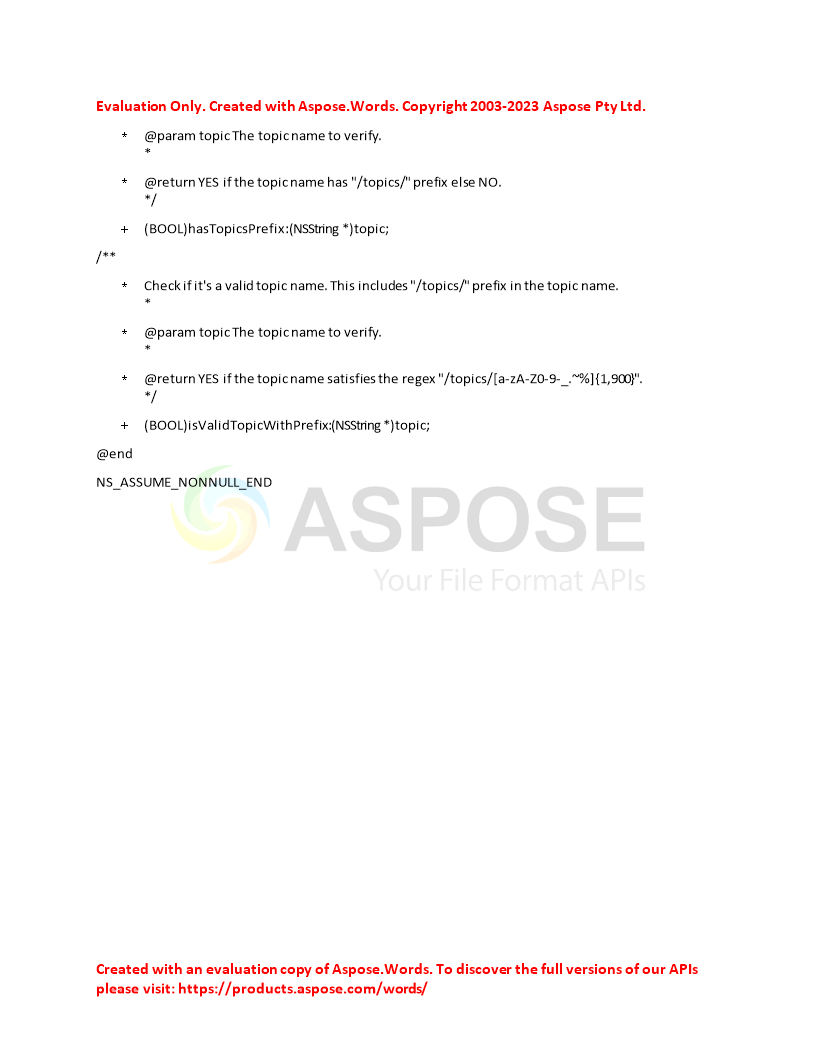 Evaluation Only. Created with Aspose.Words. Copyright 2003-2023 Aspose Pty Ltd.
* @param topic The topic name to verify.
*
* @return YES if the topic name has "/topics/" prefix else NO.
*/
+ (BOOL)hasTopicsPrefix:(NSString *)topic;
/**
* Check if it's a valid topic name. This includes "/topics/" prefix in the topic name.
*
* @param topic The topic name to verify.
*
* @return YES if the topic name satisfies the regex "/topics/[a-zA-Z0-9-_.~%]{1,900}".
*/
+ (BOOL)isValidTopicWithPrefix:(NSString *)topic;
@end
NS_ASSUME_NONNULL_END
ASPOSE
Your File Format APIs
Created with an evaluation copy of Aspose.Words. To discover the full versions of our APIs
please visit: https://products.aspose.com/words/